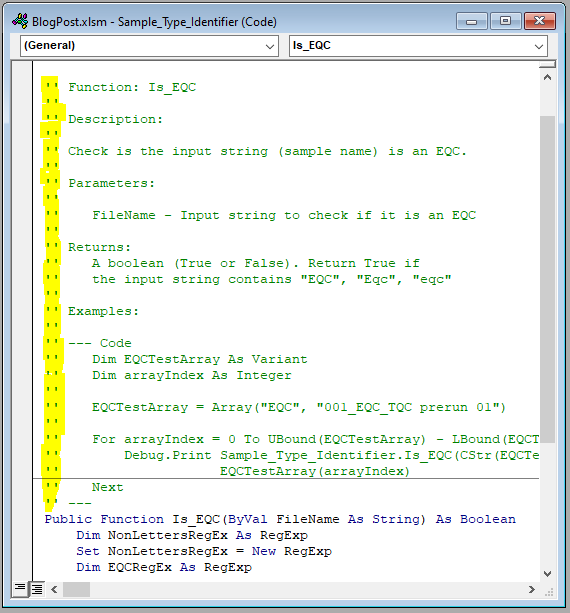 BlogPost.xlsm - Sample_Type_Identifier (Code)
(General) Is_EQC
'' Function: Is_EQC
''
'' Description:
''
'' Check is the input string (sample name) is an EQC.
''
'' Parameters:
''
''    FileName - Input string to check if it is an EQC
''
'' Returns:
''    A boolean (True or False). Return True if
''    the input string contains "EQC", "Eqc", "eqc"
''
'' Examples:
''
'' --- Code
''    Dim EQCTestArray As Variant
''    Dim arrayIndex As Integer
''
''    EQCTestArray = Array("EQC", "001_EQC_TQC prerun 01")
''
''    For arrayIndex = 0 To UBound(EQCTestArray) - LBound(EQCT
''        Debug.Print Sample_Type_Identifier.Is_EQC(CStr(EQCTe
''                    EQCTestArray(arrayIndex)
''    Next
'' ---
Public Function Is_EQC(ByVal FileName As String) As Boolean
    Dim NonLettersRegEx As RegExp
    Set NonLettersRegEx = New RegExp
    Dim EQCRegEx As RegExp